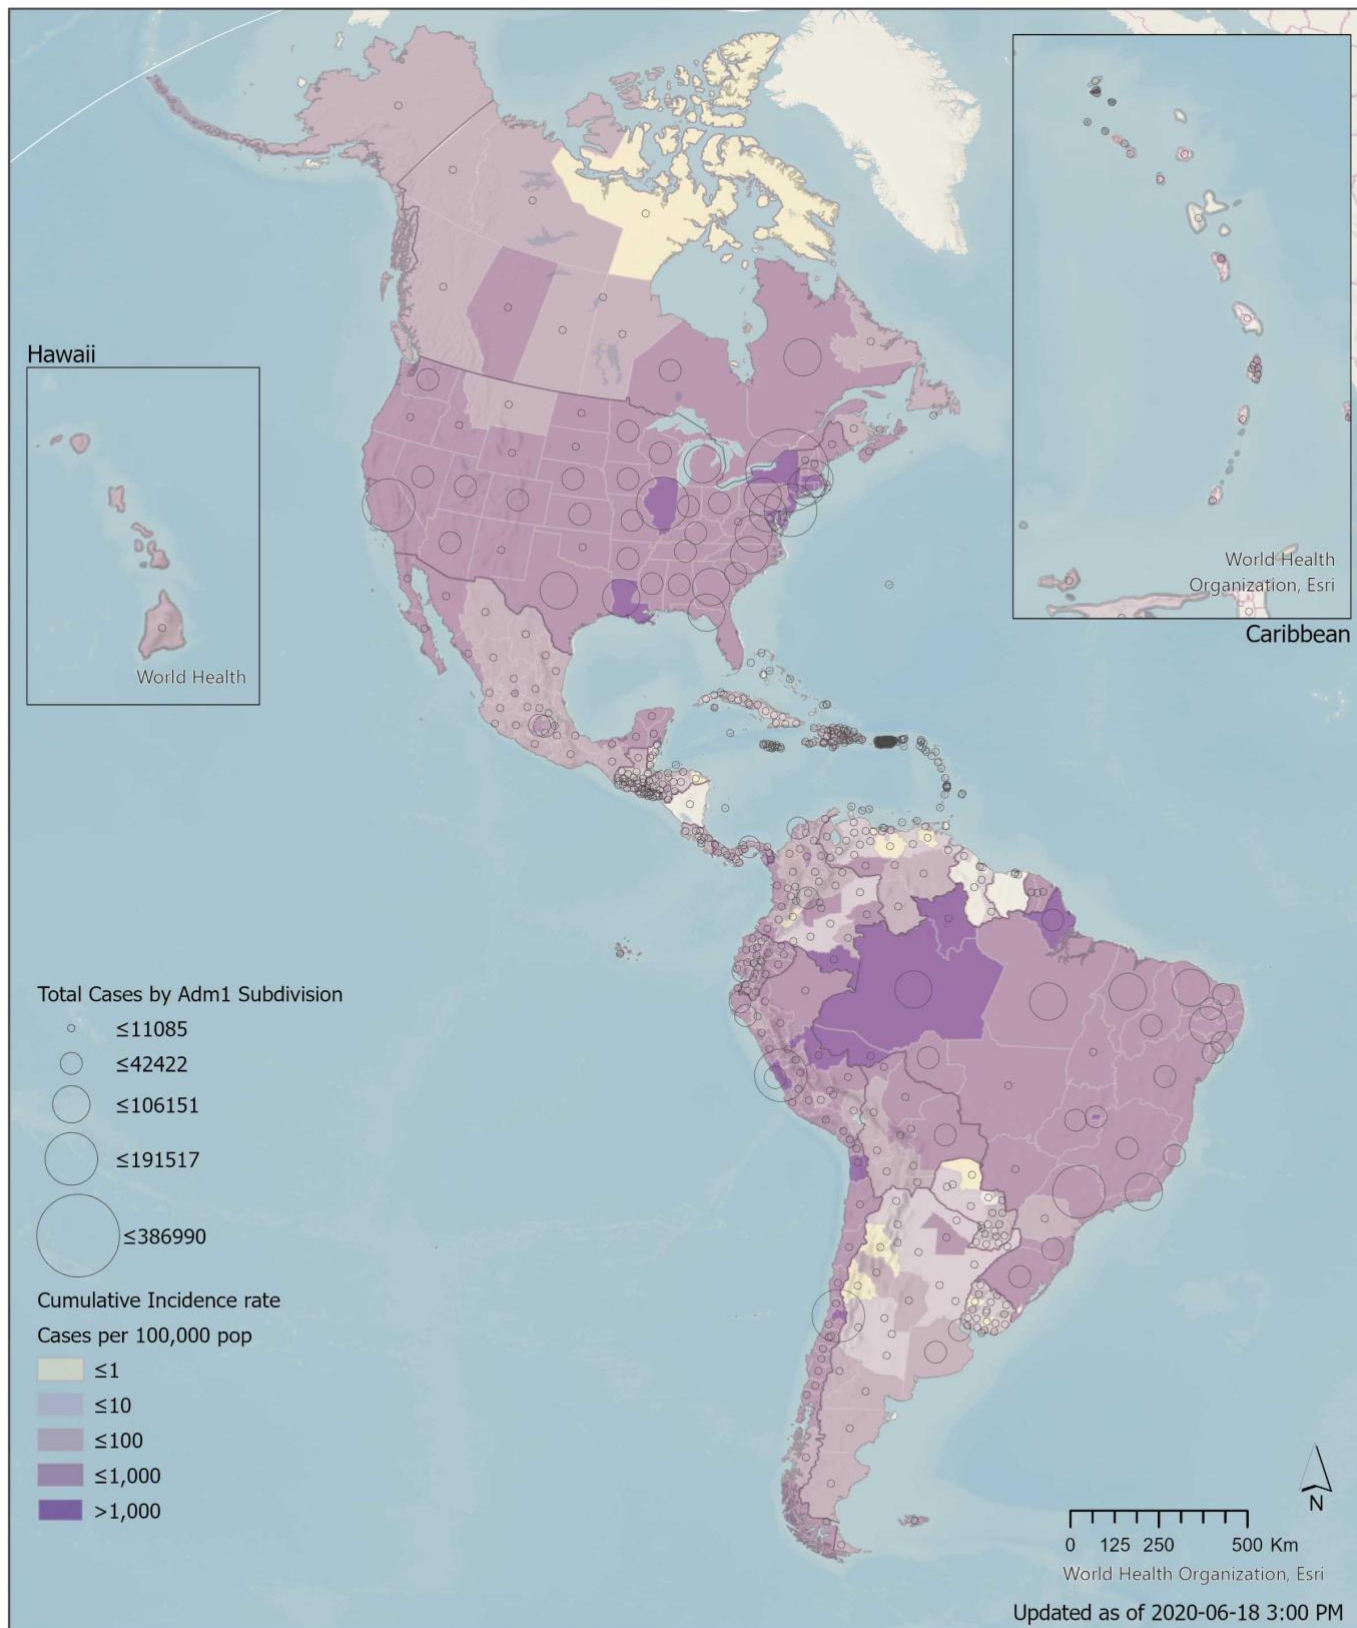 Hawaii
World Health
World Health
Organization, Esri
Caribbean
Total Cases by Adm1 Subdivision
≤11085
≤42422
≤106151
≤191517
≤386990
Cumulative Incidence rate
Cases per 100,000 pop
≤1
≤10
≤100
≤1,000
>1,000
N
0 125 250 500 Km
World Health Organization, Esri
Updated as of 2020-06-18 3:00 PM